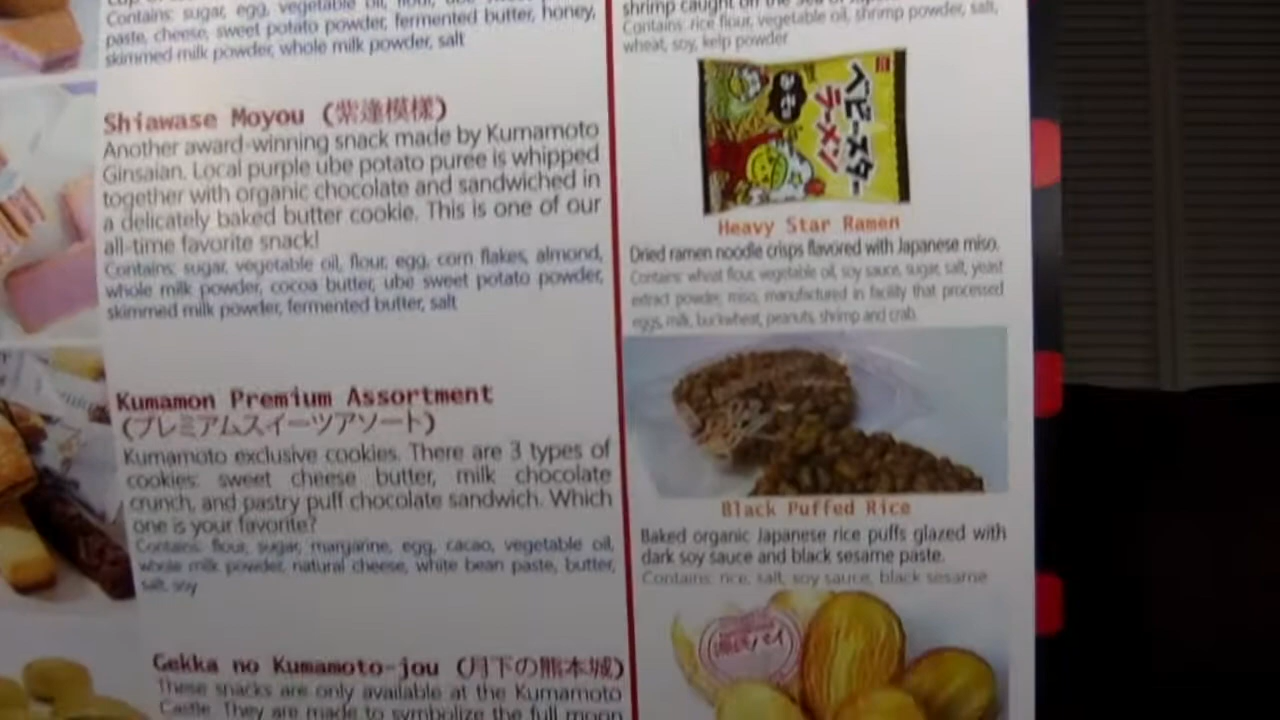 Contains: sugar, egg, vegetable oil, flour, ube sweet
paste, cheese, sweet potato powder, fermented butter, honey,
skimmed milk powder, whole milk powder, salt
Shiawase Moyou (紫逢模様)
Another award-winning snack made by Kumamoto
Ginsaian. Local purple ube potato puree is whipped
together with organic chocolate and sandwiched in
a delicately baked butter cookie. This is one of our
all-time favorite snack!
Contains: sugar, vegetable oil, flour, egg, corn flakes, almond,
whole milk powder, cocoa butter, ube sweet potato powder,
skimmed milk powder, fermented butter, salt
Kumamon Premium Assortment
(プレミアムスイーツアソート)
Kumamoto exclusive cookies. There are 3 types of
cookies: sweet cheese butter, milk chocolate
crunch, and pastry puff chocolate sandwich. Which
one is your favorite?
Contains: flour, sugar, margarine, egg, cacao, vegetable oil,
whole milk powder, natural cheese, white bean paste, butter,
salt, soy
Gekka no Kumamoto-jou (月下の熊本城)
These snacks are only available at the Kumamoto
Castle. They are made to symbolize the full moon
shrimp caught on the sea of
Contains: rice flour, vegetable oil, shrimp powder, salt,
wheat, soy, kelp powder
ベビースター
ラーメン
みそ
Heavy Star Ramen
Dried ramen noodle crisps flavored with Japanese miso.
Contains: wheat flour, vegetable oil, soy sauce, sugar, salt, yeast
extract powder, miso, manufactured in facility that processed
eggs, milk, buckwheat, peanuts, shrimp and crab.
Black Puffed Rice
Baked organic Japanese rice puffs glazed with
dark soy sauce and black sesame paste.
Contains: rice, salt, soy sauce, black sesame